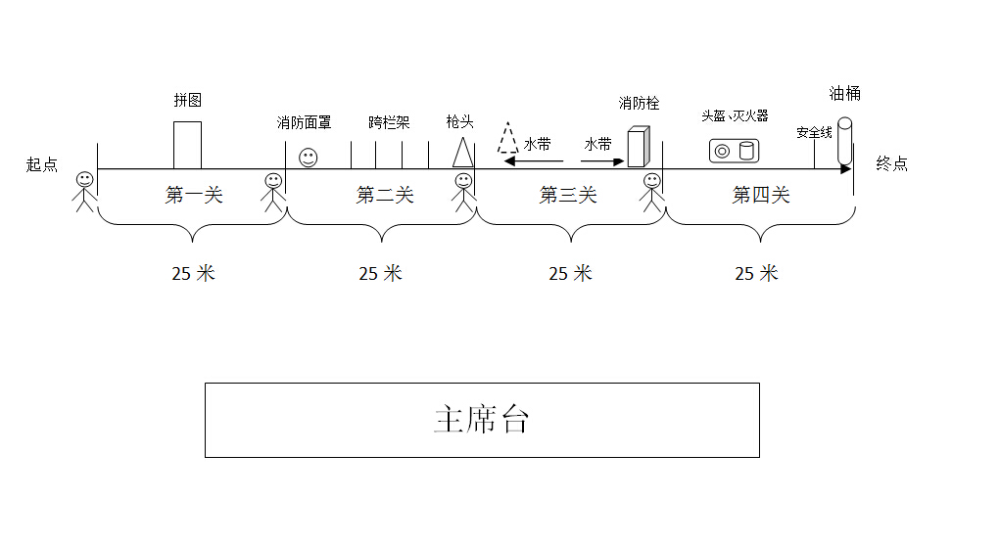 拼图
消防面罩
跨栏架
枪头
水带
水带
消防栓
头盔、灭火器
安全线
油桶
起点
终点
第一关
第二关
第三关
第四关
25 米
25 米
25 米
25 米
主席台